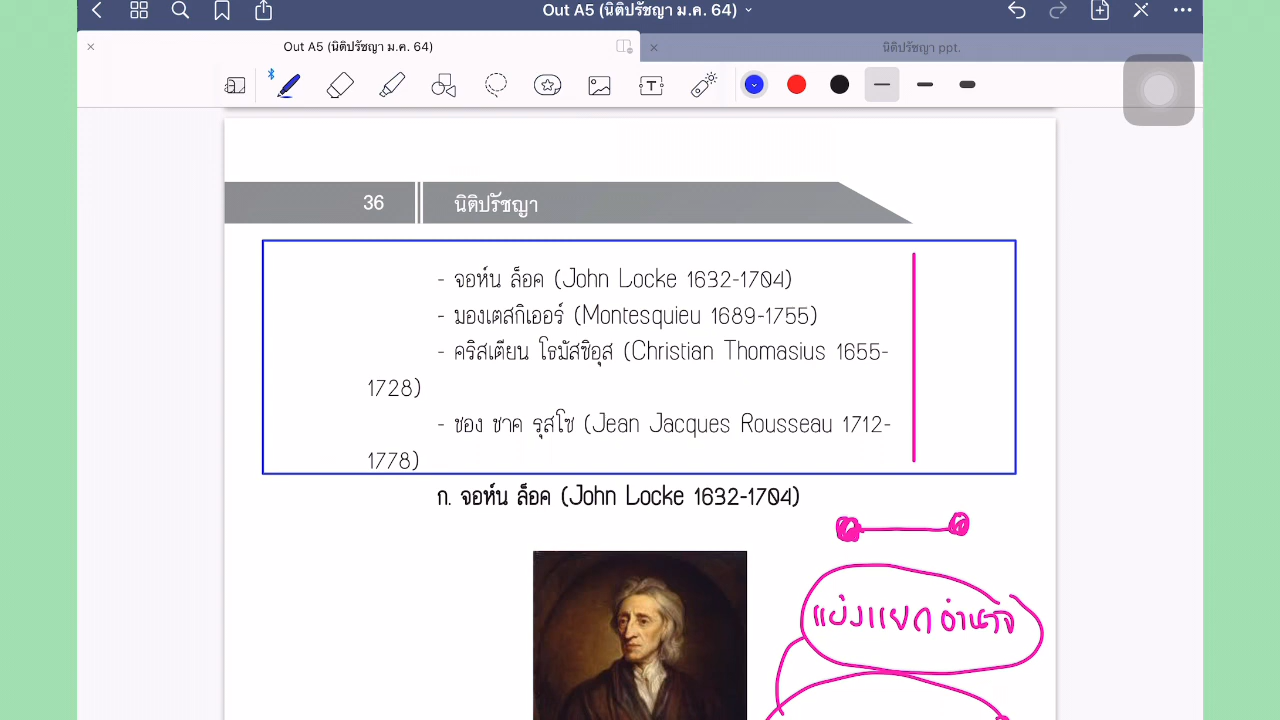 Out A5 (นิติปรัชญา ม.ค. 64)
Out A5 (นิติปรัชญา ม.ค. 64)
นิติปรัชญา ppt.
36 นิติปรัชญา
- จอห์น ล็อค (John Locke 1632-1704)
- มองเตสกิเออร์ (Montesquieu 1689-1755)
- คริสเตียน โธมัสซิอุส (Christian Thomasius 1655-
1728)
- ชอง ชาค รุสโซ (Jean Jacques Rousseau 1712-
1778)
ก. จอห์น ล็อค (John Locke 1632-1704)
แบ่งแยกอำนาจ